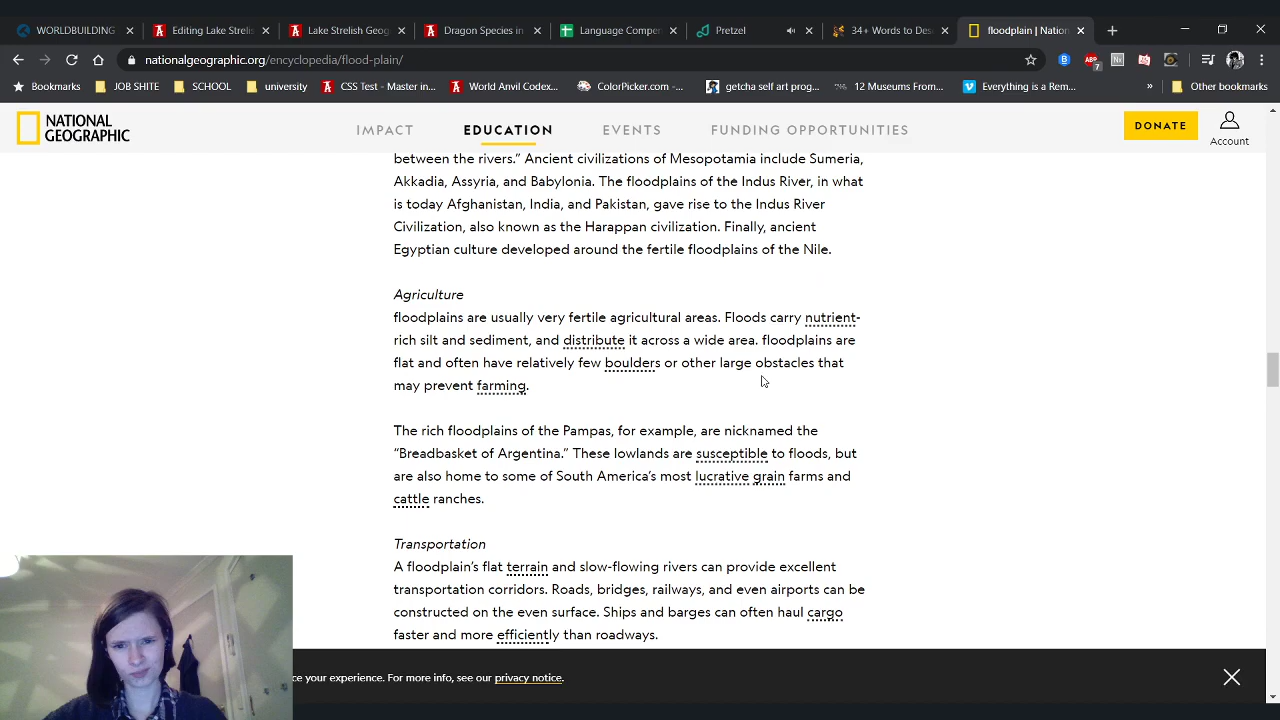 WORLDBUILDING
Editing Lake Strelis
Lake Strelish Geog
Dragon Species in
Language Compen
Pretzel
34+ Words to Des
floodplain | Nation
nationalgeographic.org/encyclopedia/flood-plain/
7
Bookmarks
JOB SHITE
SCHOOL
university
CSS Test - Master in...
World Anvil Codex...
ColorPicker.com -...
getcha self art prog...
12 Museums From...
Everything is a Rem...
»
Other bookmarks
NATIONAL
GEOGRAPHIC
IMPACT
EDUCATION
EVENTS
FUNDING OPPORTUNITIES
DONATE
Account
between the rivers.” Ancient civilizations of Mesopotamia include Sumeria,
Akkadia, Assyria, and Babylonia. The floodplains of the Indus River, in what
is today Afghanistan, India, and Pakistan, gave rise to the Indus River
Civilization, also known as the Harappan civilization. Finally, ancient
Egyptian culture developed around the fertile floodplains of the Nile.
Agriculture
floodplains are usually very fertile agricultural areas. Floods carry nutrient-
rich silt and sediment, and distribute it across a wide area. floodplains are
flat and often have relatively few boulders or other large obstacles that
may prevent farming.
The rich floodplains of the Pampas, for example, are nicknamed the
“Breadbasket of Argentina.” These lowlands are susceptible to floods, but
are also home to some of South America’s most lucrative grain farms and
cattle ranches.
Transportation
A floodplain’s flat terrain and slow-flowing rivers can provide excellent
transportation corridors. Roads, bridges, railways, and even airports can be
constructed on the even surface. Ships and barges can often haul cargo
faster and more efficiently than roadways.
ce your experience. For more info, see our privacy notice.